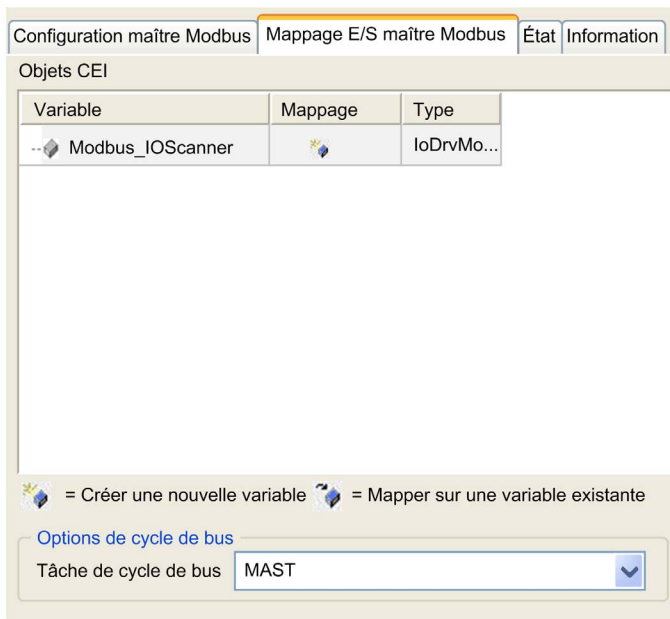 Configuration maître Modbus Mappage E/S maître Modbus État Information
Objets CEI
Variable Mappage Type
Modbus_IOScanner IoDrvMo...
= Créer une nouvelle variable = Mapper sur une variable existante
Options de cycle de bus
Tâche de cycle de bus MAST